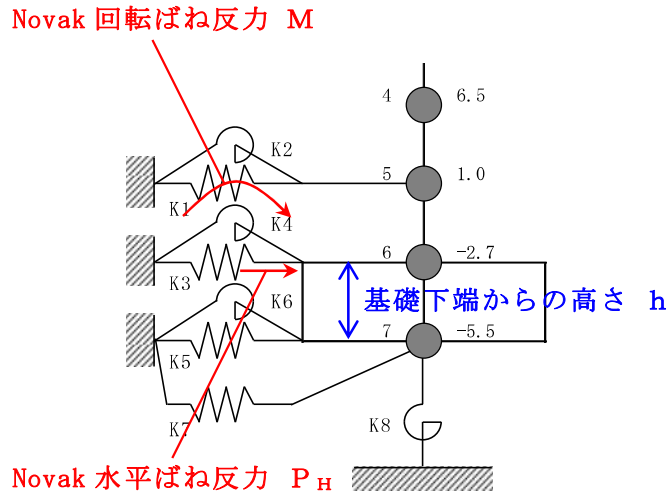 Novak 回転ばね反力 M
4 6.5
K2
5 1.0
K1
K4
6 -2.7
K3
K6
基礎下端からの高さ h
7 -5.5
K5
K7
K8
Novak 水平ばね反力 PH